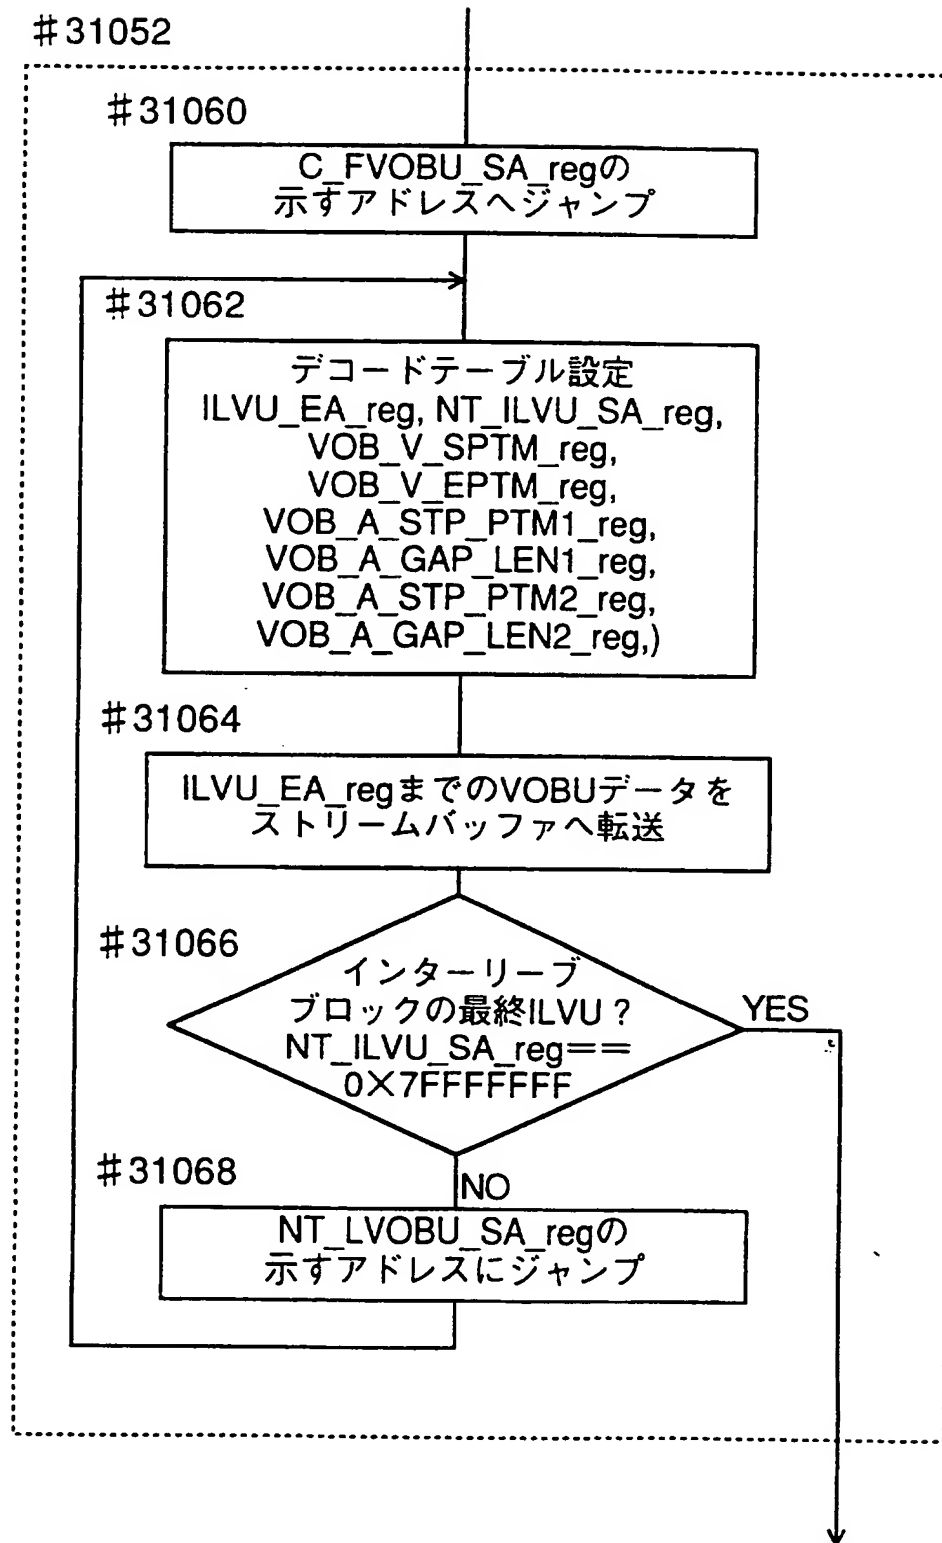 #31052
#31060
C_FVOBU_SA_regの
示すアドレスへジャンプ
#31062
デコードテーブル設定
ILVU_EA_reg, NT_ILVU_SA_reg,
VOB_V_SPTM_reg,
VOB_V_EPTM_reg,
VOB_A_STP_PTM1_reg,
VOB_A_GAP_LEN1_reg,
VOB_A_STP_PTM2_reg,
VOB_A_GAP_LEN2_reg,)
#31064
ILVU_EA_regまでのVOBUデータを
ストリームバッファへ転送
#31066
インターリーブ
ブロックの最終ILVU?
NT_ILVU_SA_reg==
0×7FFFFFFF
YES
#31068
NO
NT_LVOBU_SA_regの
示すアドレスにジャンプ